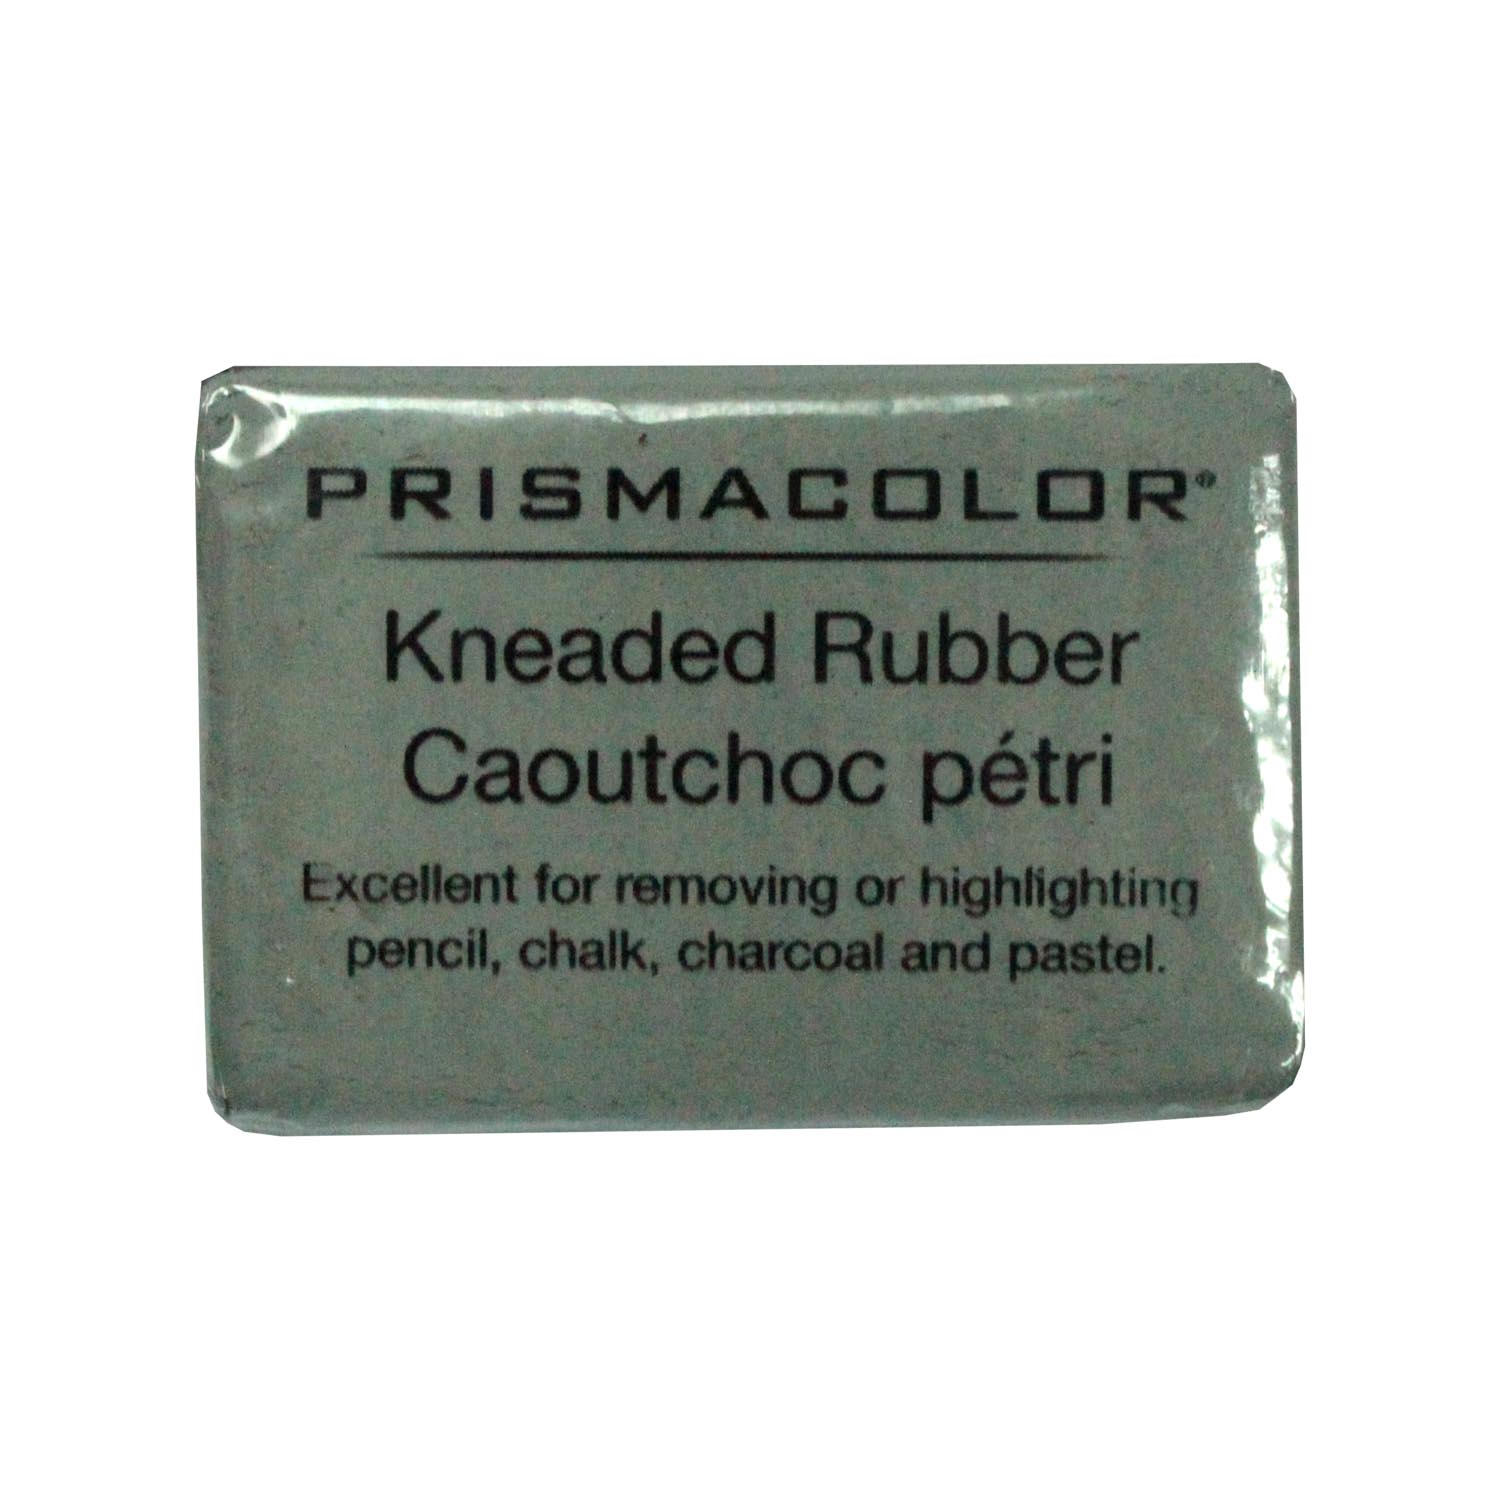 PRISMACOLOR®
Kneaded Rubber
Caoutchoc pétri
Excellent for removing or highlighting
pencil, chalk, charcoal and pastel.